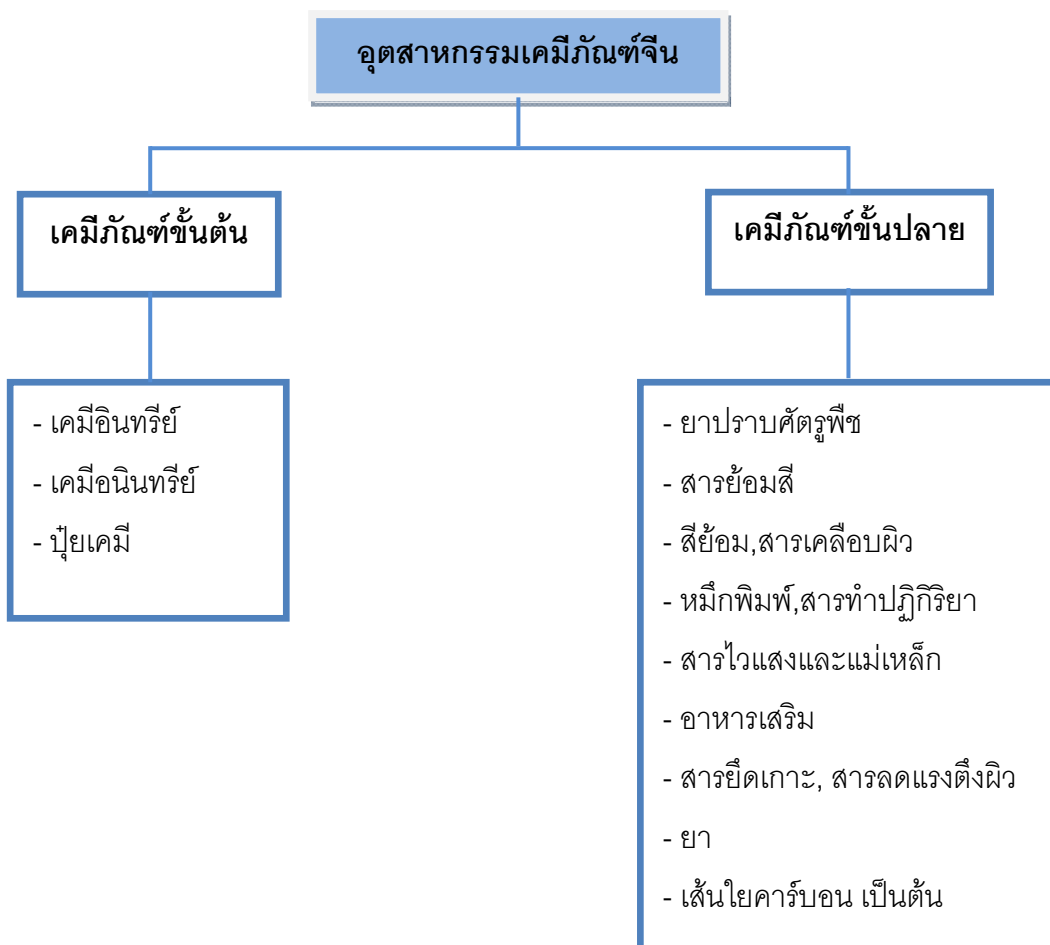 อุตสาหกรรมเคมีภัณฑ์จีน
เคมีภัณฑ์ขั้นต้น
เคมีภัณฑ์ขั้นปลาย
- เคมีอินทรีย์
- เคมีอนินทรีย์
- ปุ๋ยเคมี
- ยาปราบศัตรูพืช
- สารย้อมสี
- สีย้อม,สารเคลือบผิว
- หมึกพิมพ์,สารทำปฏิกิริยา
- สารไวแสงและแม่เหล็ก
- อาหารเสริม
- สารยึดเกาะ, สารลดแรงตึงผิว
- ยา
- เส้นใยคาร์บอน เป็นต้น